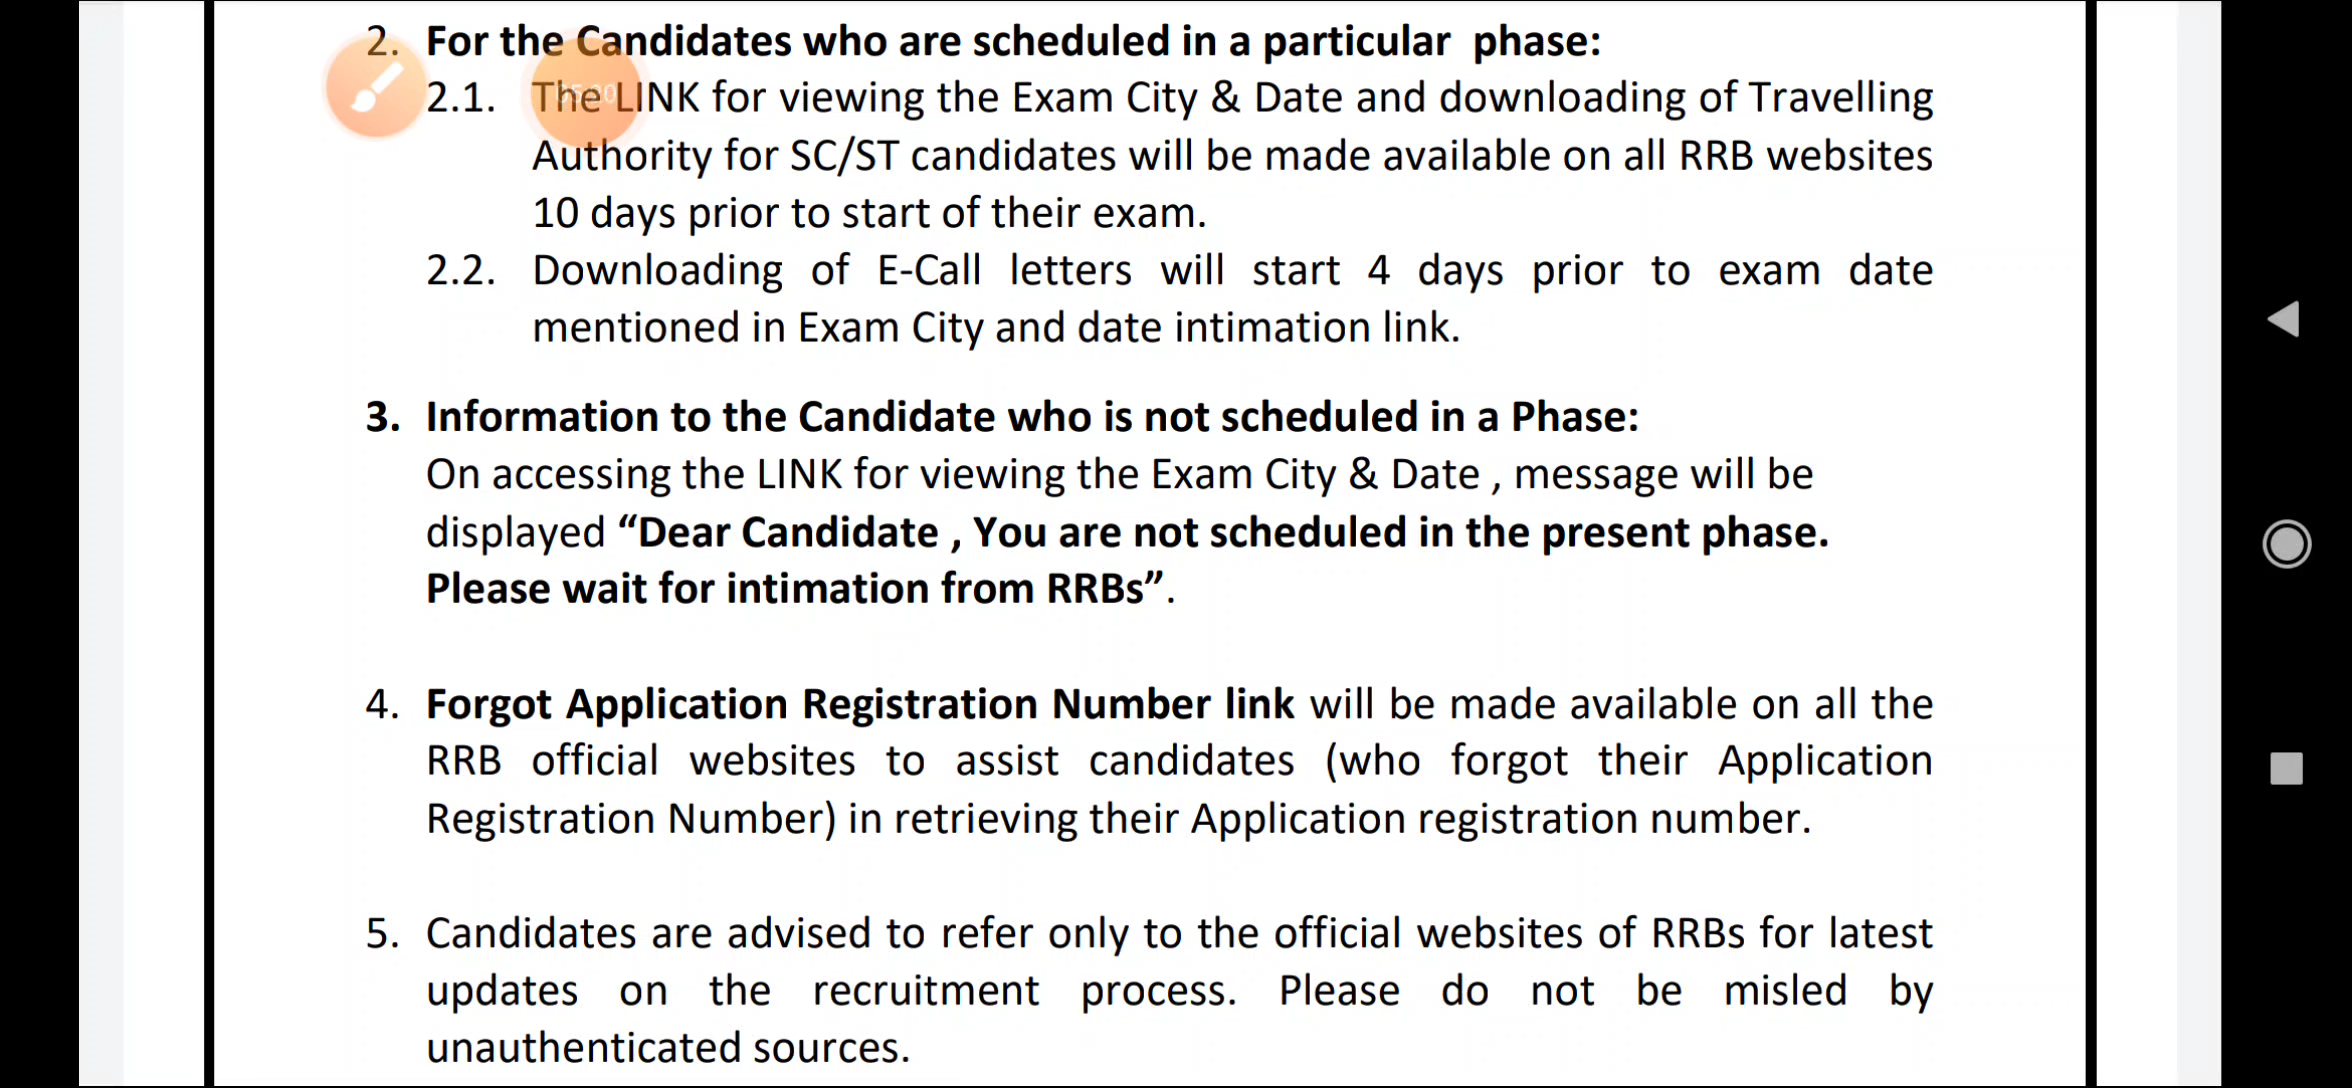 2. For the Candidates who are scheduled in a particular phase:
2.1. The LINK for viewing the Exam City & Date and downloading of Travelling
Authority for SC/ST candidates will be made available on all RRB websites
10 days prior to start of their exam.
2.2. Downloading of E-Call letters will start 4 days prior to exam date
mentioned in Exam City and date intimation link.
3. Information to the Candidate who is not scheduled in a Phase:
On accessing the LINK for viewing the Exam City & Date , message will be
displayed “Dear Candidate , You are not scheduled in the present phase.
Please wait for intimation from RRBs”.
4. Forgot Application Registration Number link will be made available on all the
RRB official websites to assist candidates (who forgot their Application
Registration Number) in retrieving their Application registration number.
5. Candidates are advised to refer only to the official websites of RRBs for latest
updates on the recruitment process. Please do not be misled by
unauthenticated sources.